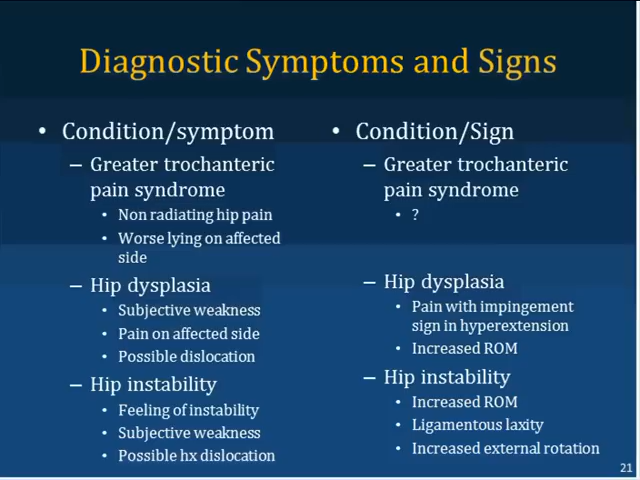 Diagnostic Symptoms and Signs
• Condition/symptom
– Greater trochanteric
pain syndrome
• Non radiating hip pain
• Worse lying on affected
side
– Hip dysplasia
• Subjective weakness
• Pain on affected side
• Possible dislocation
– Hip instability
• Feeling of instability
• Subjective weakness
• Possible hx dislocation
• Condition/Sign
– Greater trochanteric
pain syndrome
• ?
– Hip dysplasia
• Pain with impingement
sign in hyperextension
• Increased ROM
– Hip instability
• Increased ROM
• Ligamentous laxity
• Increased external rotation
21